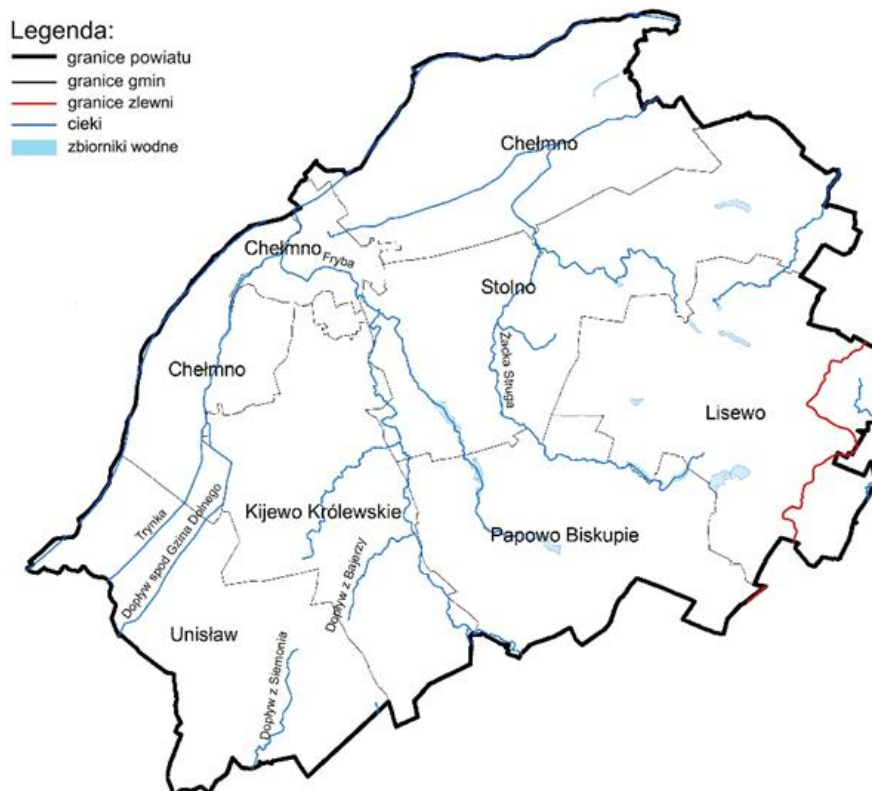 Legenda:
granice powiatu
granice gmin
granice zlewni
cieki
zbiorniki wodne
Chełmno
Chełmno
Fryba
Stolno
Żacka Struga
Chełmno
Lisewo
Trynka
Dopływ spod Gzina Dolnego
Kijewo Królewskie
Papowo Biskupie
Dopływ z Bajerzy
Unisław
Dopływ z Siemonia